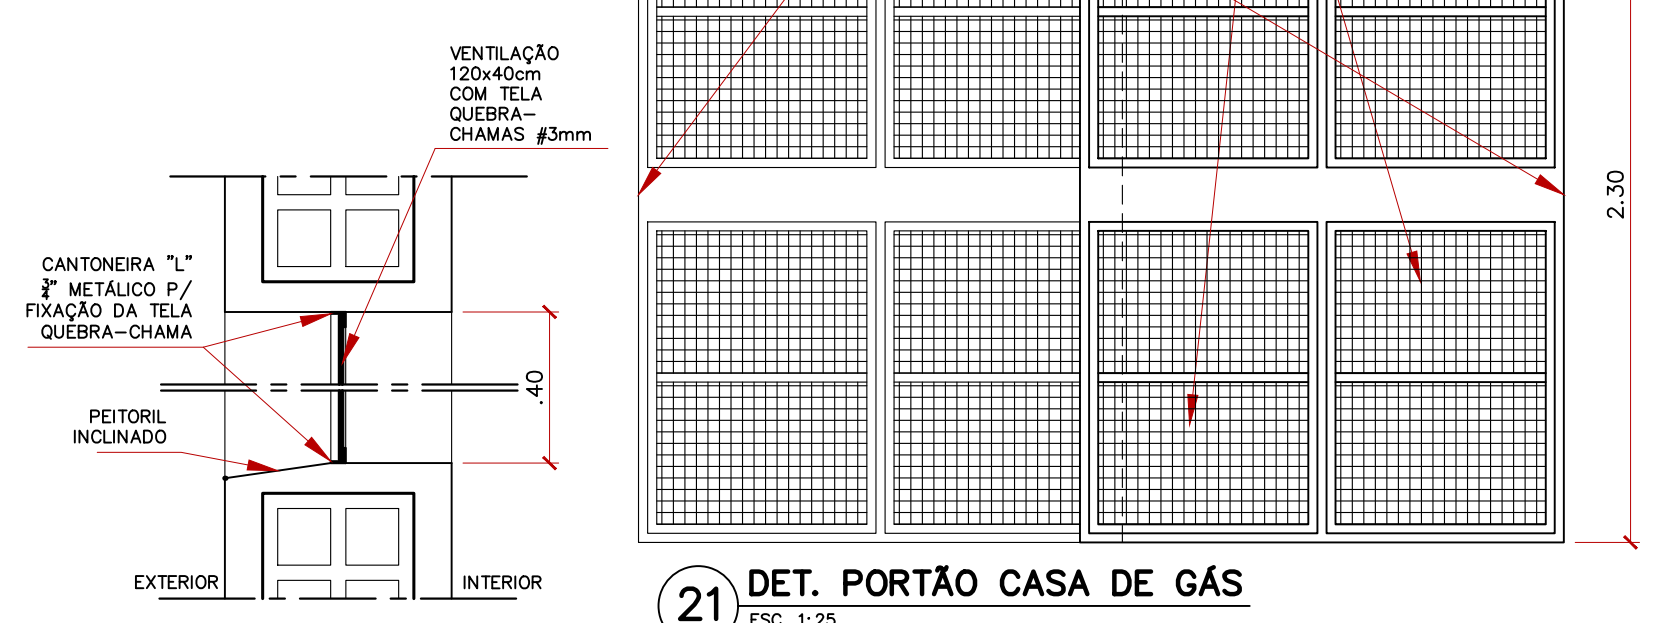 VENTILAÇÃO
120x40cm
COM TELA
QUEBRA-
CHAMAS #3mm
CANTONEIRA "L"
3/4" METÁLICO P/
FIXAÇÃO DA TELA
QUEBRA-CHAMA
.40
PEITORIL
INCLINADO
EXTERIOR
INTERIOR
2.30
21
DET. PORTÃO CASA DE GÁS
ESC. 1:25